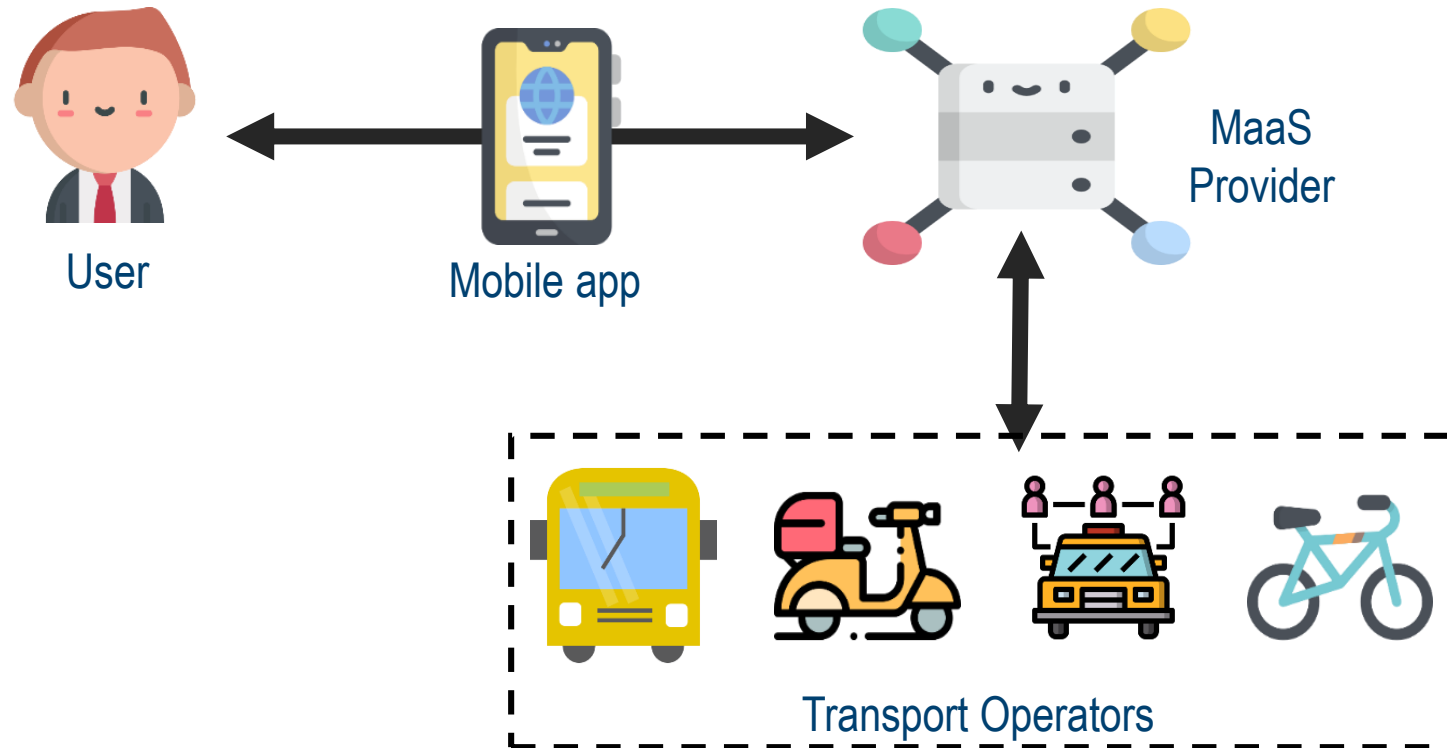 User
Mobile app
MaaS
Provider
Transport Operators